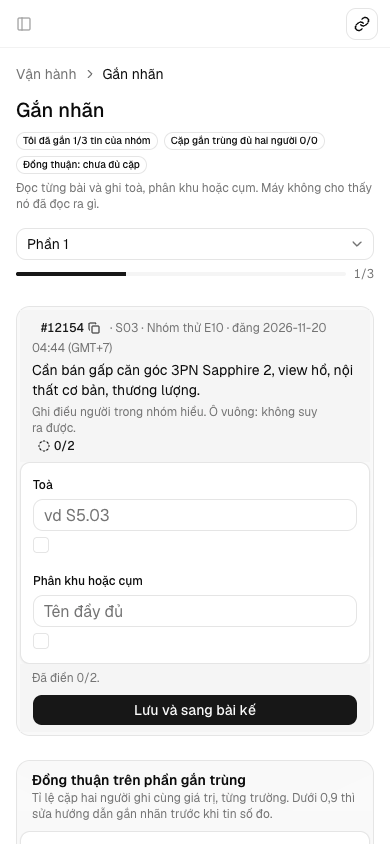 Vận hành > Gắn nhãn
Gắn nhãn
Tôi đã gắn 1/3 tin của nhóm
Cặp gắn trùng đủ hai người 0/0
Đồng thuận: chưa đủ cặp
Đọc từng bài và ghi toà, phân khu hoặc cụm. Máy không cho thấy
nó đã đọc ra gì.
Phần 1
1/3
#12154 · S03 · Nhóm thử E10 · đăng 2026-11-20
04:44 (GMT+7)
Cần bán gấp căn góc 3PN Sapphire 2, view hồ, nội
thất cơ bản, thương lượng.
Ghi điều người trong nhóm hiểu. Ô vuông: không suy
ra được.
0/2
Toà
vd S5.03
Phân khu hoặc cụm
Tên đầy đủ
Đã điền 0/2.
Lưu và sang bài kế
Đồng thuận trên phần gắn trùng
Tỉ lệ cặp hai người ghi cùng giá trị, từng trường. Dưới 0,9 thì
sửa hướng dẫn gắn nhãn trước khi tin số đo.